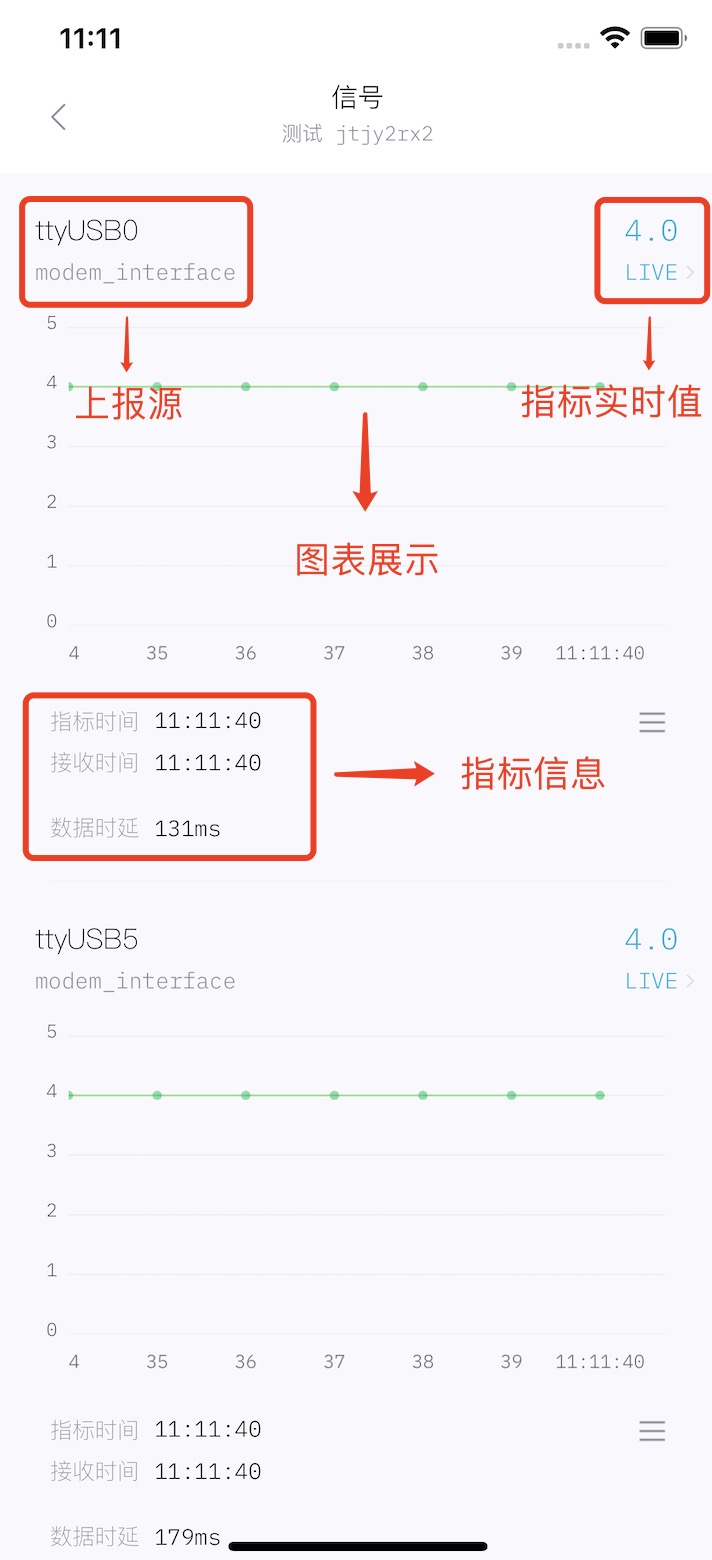 11:11
信号
测试 jtjy2rx2
ttyUSB0
4.0
modem_interface
LIVE
5
4
上报源
指标实时值
3
2
图表展示
1
0
4 35 36 37 38 39 11:11:40
指标时间 11:11:40
接收时间 11:11:40
指标信息
数据时延 131ms
ttyUSB5
4.0
modem_interface
LIVE
5
4
3
2
1
0
4 35 36 37 38 39 11:11:40
指标时间 11:11:40
接收时间 11:11:40
数据时延 179ms